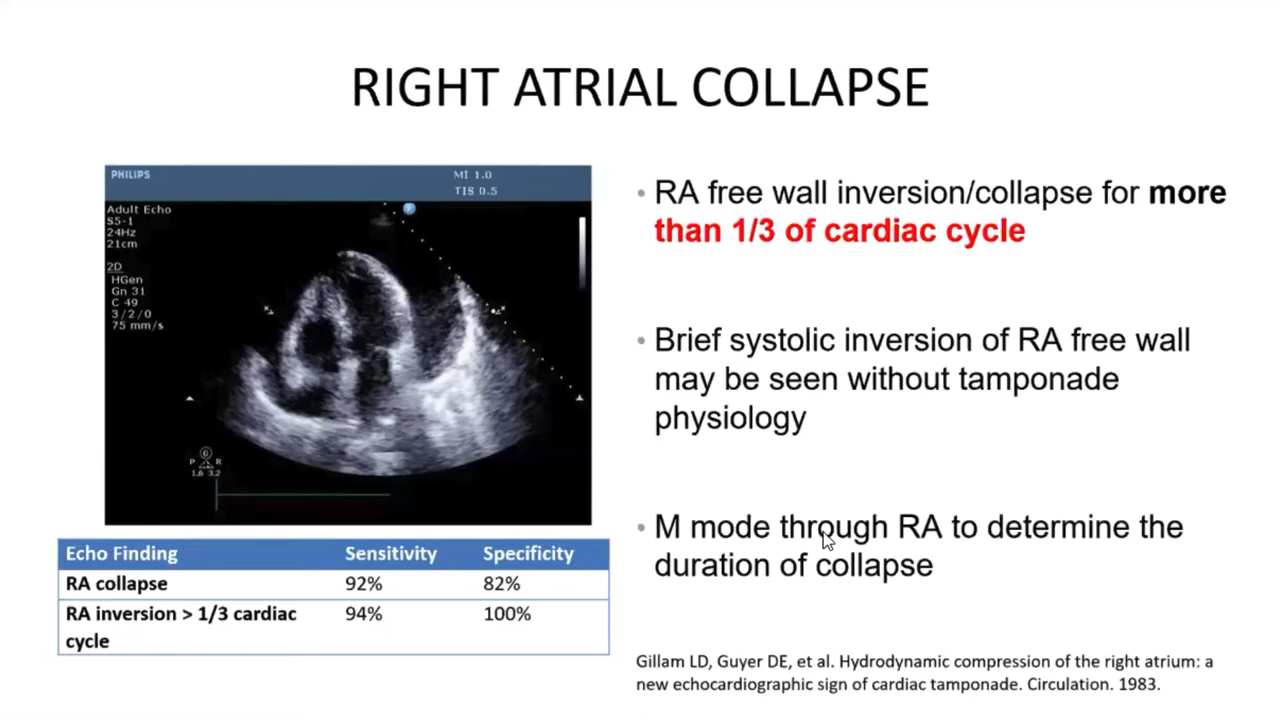 RIGHT ATRIAL COLLAPSE
PHILIPS
MI 1.0
TIS 0.5
Adult Echo
S5-1
24Hz
21cm
2D
HGen
Gn 31
C 49
3/2/0
75 mm/s
P
G
P R
1.6 3.2
• RA free wall inversion/collapse for more
than 1/3 of cardiac cycle
• Brief systolic inversion of RA free wall
may be seen without tamponade
physiology
• M mode through RA to determine the
duration of collapse
Echo Finding Sensitivity Specificity
RA collapse 92% 82%
RA inversion > 1/3 cardiac 94% 100%
cycle
Gillam LD, Guyer DE, et al. Hydrodynamic compression of the right atrium: a
new echocardiographic sign of cardiac tamponade. Circulation. 1983.